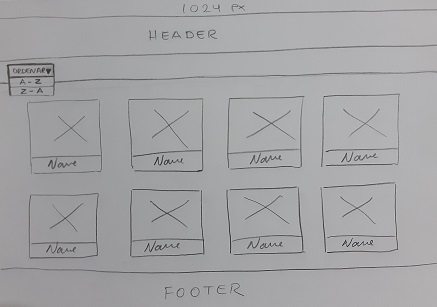 1024 PX
HEADER
ORDENAR▼
A - Z
Z - A
Name Name Name Name
Name Name Name Name
FOOTER